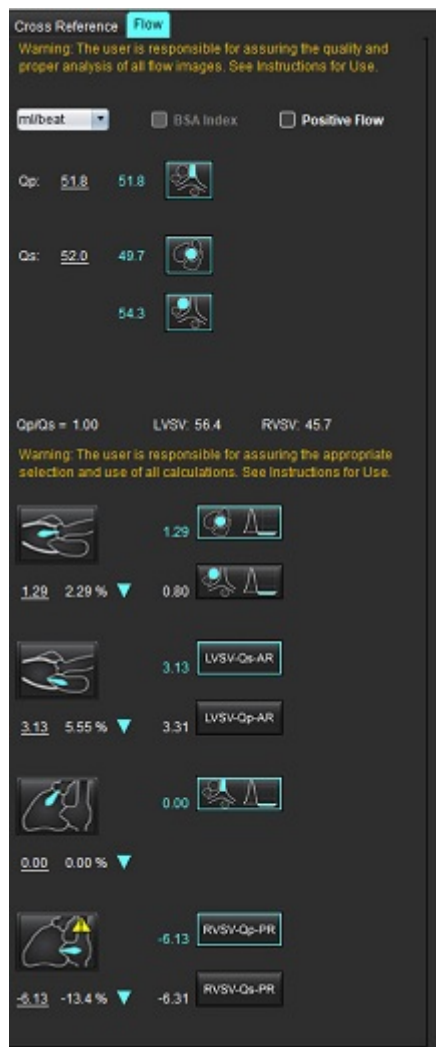 Cross Reference Flow
Warning: The user is responsible for assuring the quality and
proper analysis of all flow images. See Instructions for Use.
ml/beat BSA Index Positive Flow
Qp: 51.8 51.8
Qs: 52.0 49.7
54.3
Qp/Qs = 1.00 LVSV: 56.4 RVSV: 45.7
Warning: The user is responsible for assuring the appropriate
selection and use of all calculations. See Instructions for Use.
1.29
1.29 2.29 % 0.80
3.13 LVSV-Qs-AR
3.13 5.55 % 3.31 LVSV-Qp-AR
0.00
0.00 0.00 %
-6.13 RVSV-Qp-PR
-6.13 -13.4 % -6.31 RVSV-Qs-PR